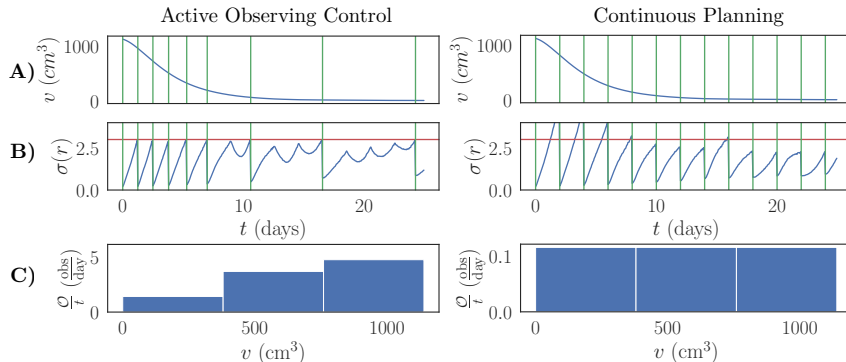 Active Observing Control
Continuous Planning
A)
v (cm³)
1000
0
v (cm³)
1000
0
B)
σ(r)
2.5
0.0
0 10 20
t (days)
σ(r)
2.5
0.0
0 10 20
t (days)
C)
O/t (obs/day)
5
0
0 500 1000
v (cm³)
O/t (obs/day)
0.1
0.0
0 500 1000
v (cm³)